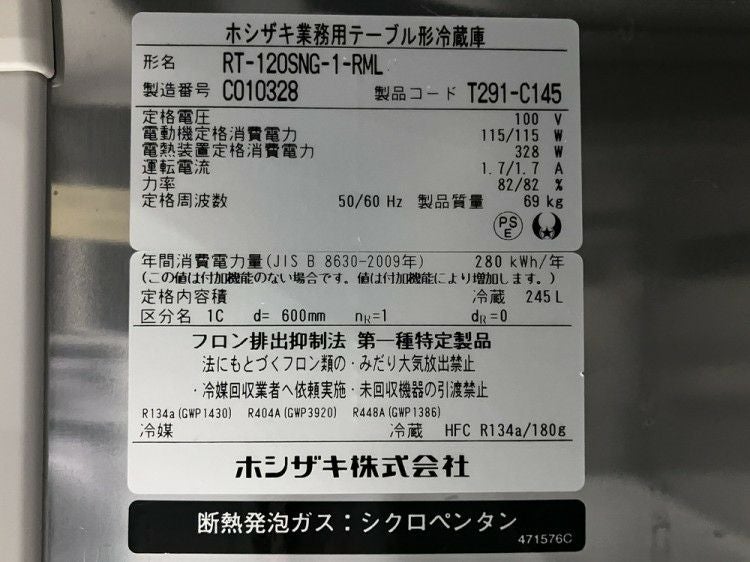 ホシザキ業務用テーブル形冷蔵庫
形名 RT-120SNG-1-RML
製造番号 C010328 製品コード T291-C145
定格電圧 100 V
電動機定格消費電力 115/115 W
電熱装置定格消費電力 328 W
運転電流 1.7/1.7 A
力率 82/82 %
定格周波数 50/60 Hz 製品質量 69 kg
PSE
年間消費電力量(JIS B 8630-2009年) 280 kWh/年
(この値は付加機能のない場合です。値は付加機能により増加します。)
定格内容積 冷蔵 245L
区分名 1C d= 600mm nR=1 dR=0
フロン排出抑制法 第一種特定製品
法にもとづくフロン類の・みだり大気放出禁止
・冷媒回収業者へ依頼実施・未回収機器の引渡禁止
R134a(GWP1430) R404A(GWP3920) R448A(GWP1386)
冷媒 冷蔵 HFC R134a/180g
ホシザキ株式会社
断熱発泡ガス：シクロペンタン
471576C